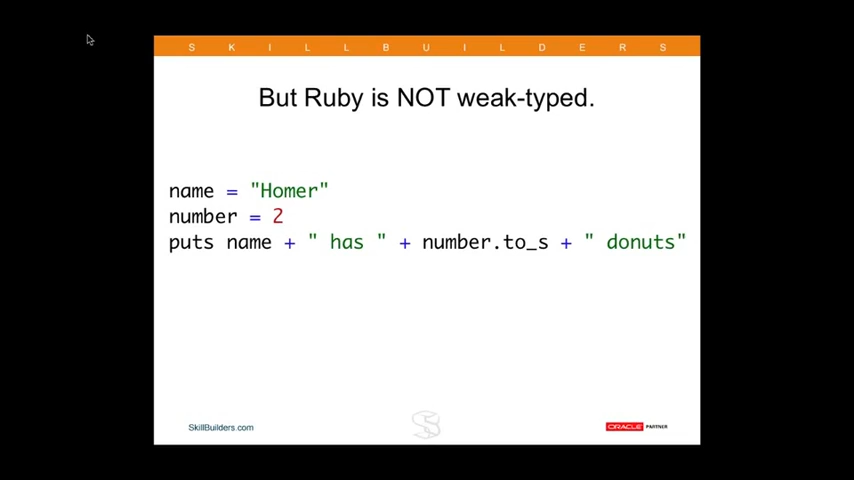 SKILLBUILDERS
But Ruby is NOT weak-typed.
name = "Homer"
number = 2
puts name + " has " + number.to_s + " donuts"
SkillBuilders.com
ORACLE PARTNER